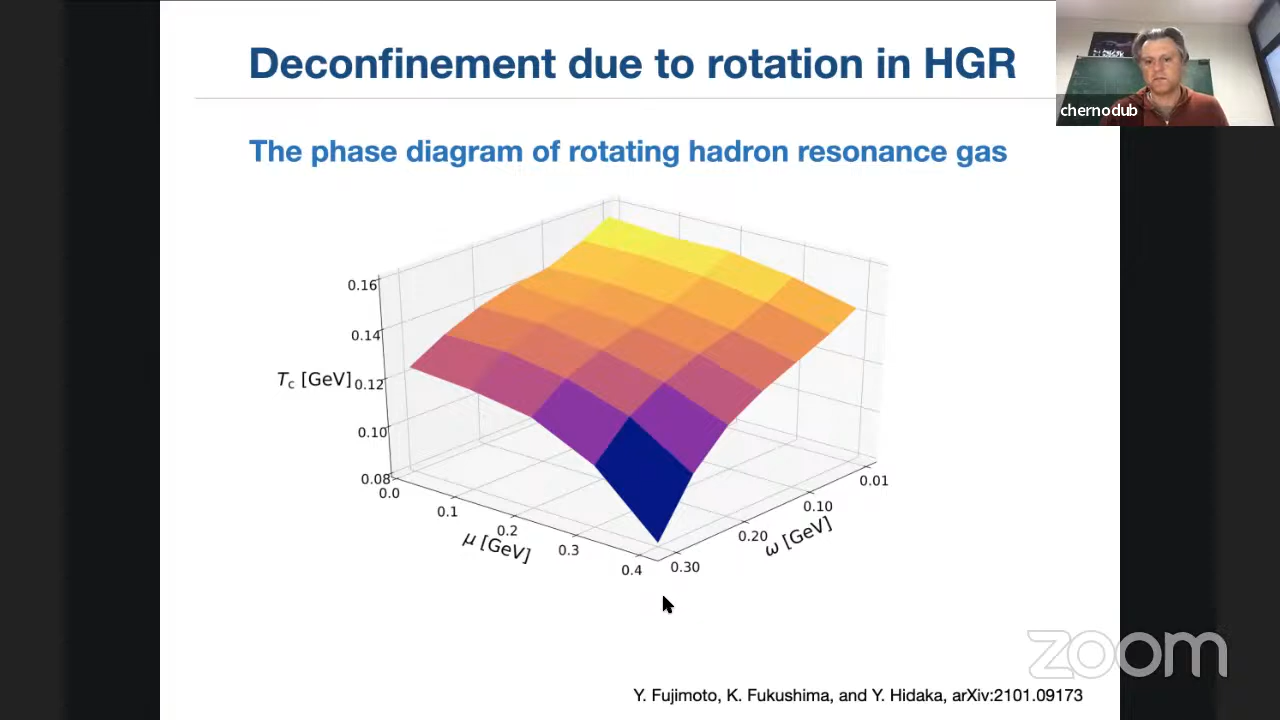 Deconfinement due to rotation in HGR
chernodub
The phase diagram of rotating hadron resonance gas
0.16
0.14
Tc [GeV]
0.12
0.10
0.08
0.0
0.1
0.2
0.3
0.4
μ [GeV]
0.01
0.10
0.20
0.30
ω [GeV]
zoom
Y. Fujimoto, K. Fukushima, and Y. Hidaka, arXiv:2101.09173